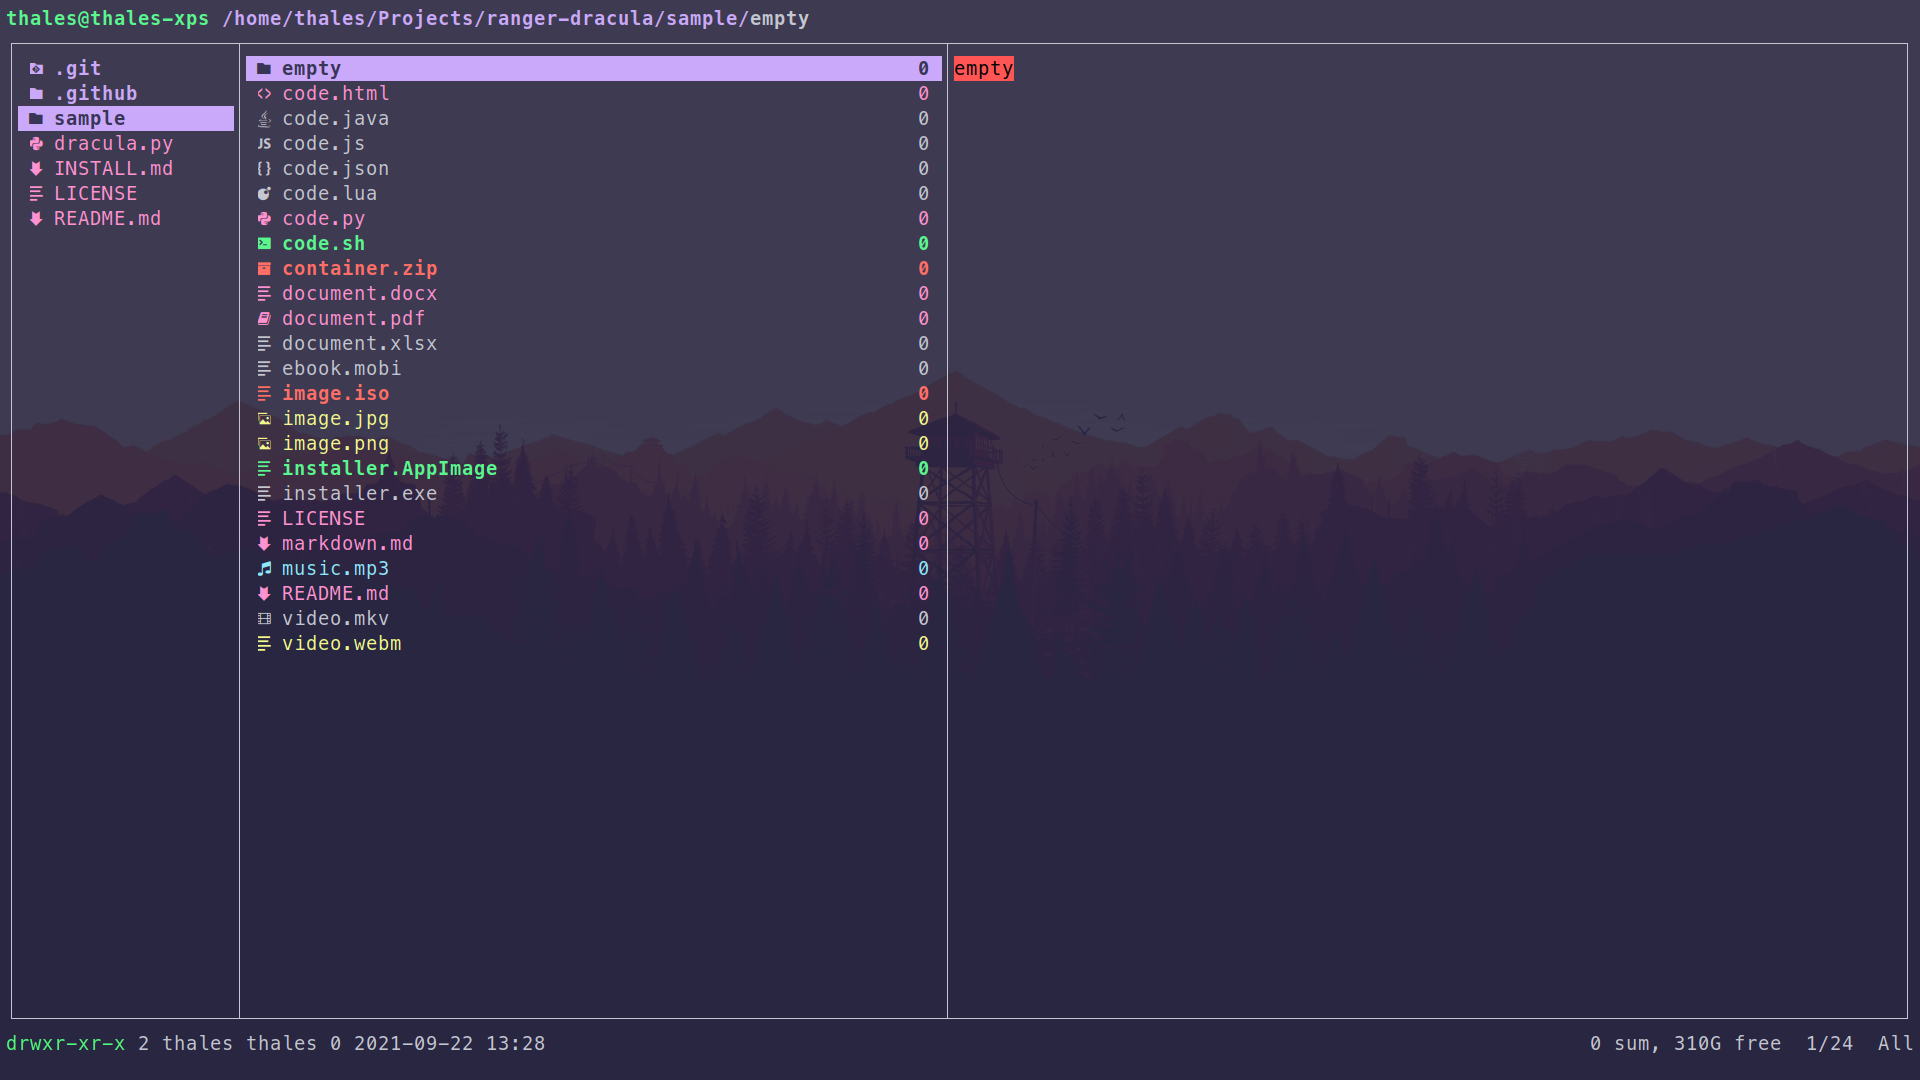 thales@thales-xps /home/thales/Projects/ranger-dracula/sample/empty
.git
.github
sample
dracula.py
INSTALL.md
LICENSE
README.md
empty 0
code.html 0
code.java 0
JS code.js 0
{} code.json 0
code.lua 0
code.py 0
code.sh 0
container.zip 0
document.docx 0
document.pdf 0
document.xlsx 0
ebook.mobi 0
image.iso 0
image.jpg 0
image.png 0
installer.AppImage 0
installer.exe 0
LICENSE 0
markdown.md 0
music.mp3 0
README.md 0
video.mkv 0
video.webm 0
empty
drwxr-xr-x 2 thales thales 0 2021-09-22 13:28
0 sum, 310G free 1/24 All